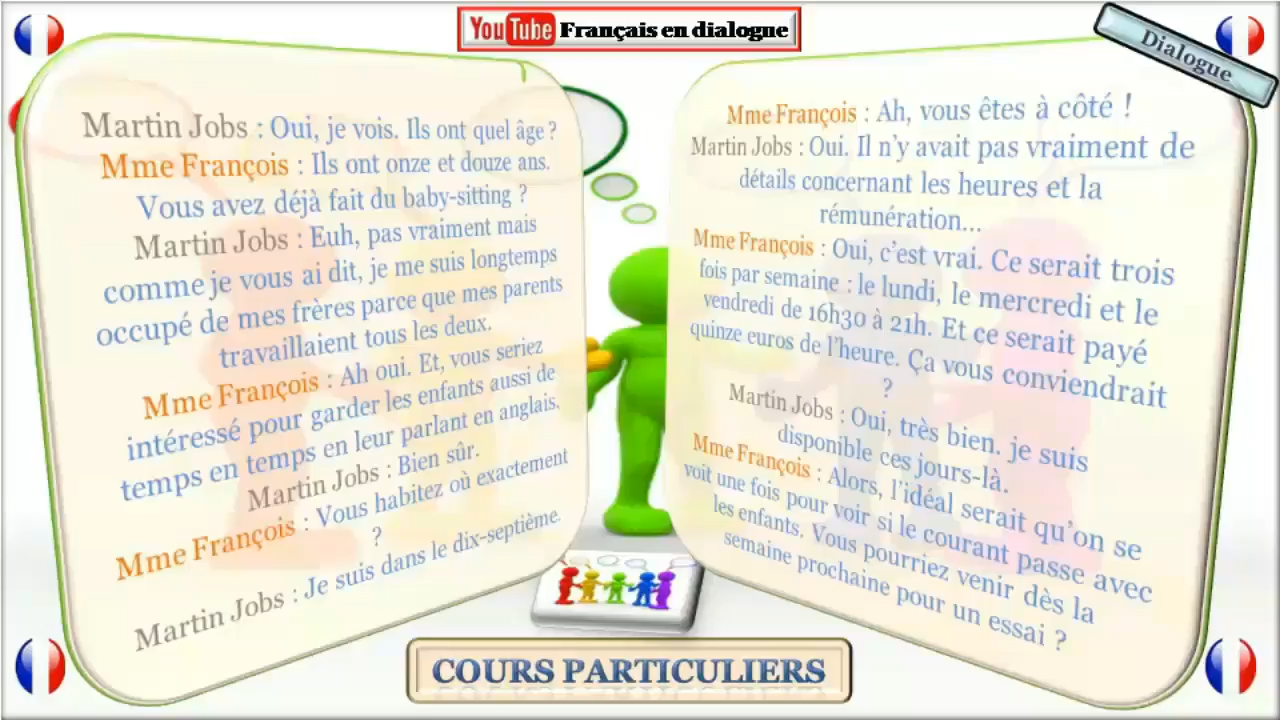 YouTube Français en dialogue
Dialogue
Martin Jobs : Oui, je vois. Ils ont quel âge ?
Mme François : Ils ont onze et douze ans.
Vous avez déjà fait du baby-sitting ?
Martin Jobs : Euh, pas vraiment mais
comme je vous ai dit, je me suis longtemps
occupé de mes frères parce que mes parents
travaillaient tous les deux.
Mme François : Ah oui. Et, vous seriez
intéressé pour garder les enfants aussi de
temps en temps en leur parlant en anglais.
Martin Jobs : Bien sûr.
Mme François : Vous habitez où exactement
?
Martin Jobs : Je suis dans le dix-septième.
Mme François : Ah, vous êtes à côté !
Martin Jobs : Oui. Il n’y avait pas vraiment de
détails concernant les heures et la
rémunération…
Mme François : Oui, c’est vrai. Ce serait trois
fois par semaine : le lundi, le mercredi et le
vendredi de 16h30 à 21h. Et ce serait payé
quinze euros de l’heure. Ça vous conviendrait
?
Martin Jobs : Oui, très bien. je suis
disponible ces jours-là.
Mme François : Alors, l’idéal serait qu’on se
voit une fois pour voir si le courant passe avec
les enfants. Vous pourriez venir dès la
semaine prochaine pour un essai ?
COURS PARTICULIERS